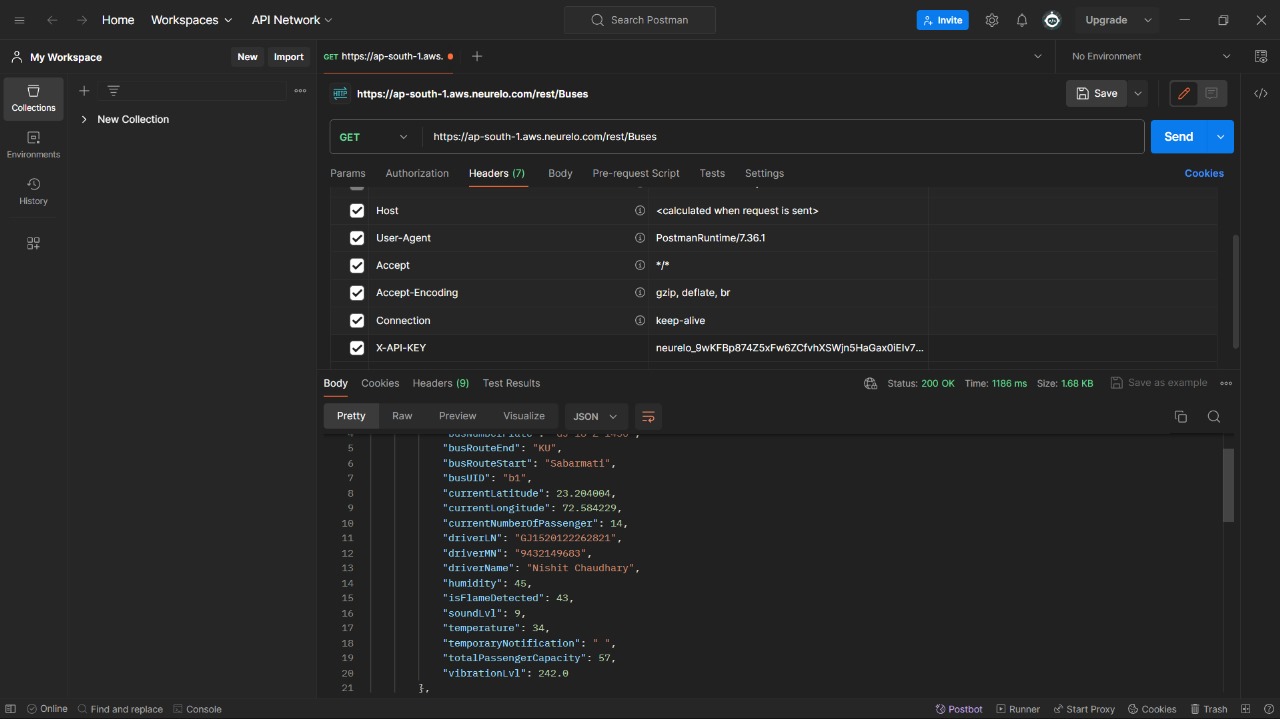 Home Workspaces API Network Search Postman Invite Upgrade
My Workspace New Import GET https://ap-south-1.aws. No Environment
Collections
New Collection
Environments
History
HTTP https://ap-south-1.aws.neurelo.com/rest/Buses Save
GET https://ap-south-1.aws.neurelo.com/rest/Buses Send
Params Authorization Headers (7) Body Pre-request Script Tests Settings Cookies
Host <calculated when request is sent>
User-Agent PostmanRuntime/7.36.1
Accept */*
Accept-Encoding gzip, deflate, br
Connection keep-alive
X-API-KEY neurelo_9wKFBp874Z5xFw6ZCfvhXSWjn5HaGax0iEIv7...
Body Cookies Headers (9) Test Results Status: 200 OK Time: 1186 ms Size: 1.68 KB Save as example
Pretty Raw Preview Visualize JSON
5 "busRouteEnd": "KU",
6 "busRouteStart": "Sabarmati",
7 "busUID": "b1",
8 "currentLatitude": 23.204004,
9 "currentLongitude": 72.584229,
10 "currentNumberOfPassenger": 14,
11 "driverLN": "GJ1520122262821",
12 "driverMN": "9432149683",
13 "driverName": "Nishit Chaudhary",
14 "humidity": 45,
15 "isFlameDetected": 43,
16 "soundLvl": 9,
17 "temperature": 34,
18 "temporaryNotification": " ",
19 "totalPassengerCapacity": 57,
20 "vibrationLvl": 242.0
21 },
Online Find and replace Console Postbot Runner Start Proxy Cookies Trash